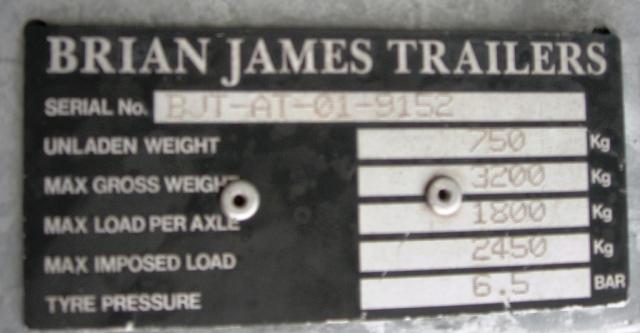 BRIAN JAMES TRAILERS
SERIAL No. BJT-AT-01-9152
UNLADEN WEIGHT 750 Kg
MAX GROSS WEIGHT 3200 Kg
MAX LOAD PER AXLE 1800 Kg
MAX IMPOSED LOAD 2450 Kg
TYRE PRESSURE 6.5 BAR